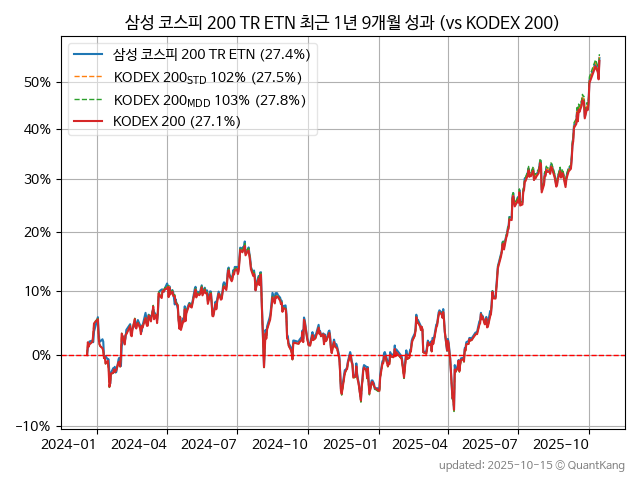 삼성 코스피 200 TR ETN 최근 1년 9개월 성과 (vs KODEX 200)
삼성 코스피 200 TR ETN (27.4%)
KODEX 200STD 102% (27.5%)
KODEX 200MDD 103% (27.8%)
KODEX 200 (27.1%)
50%
40%
30%
20%
10%
0%
−10%
2024-01 2024-04 2024-07 2024-10 2025-01 2025-04 2025-07 2025-10
updated: 2025-10-15 © QuantKang